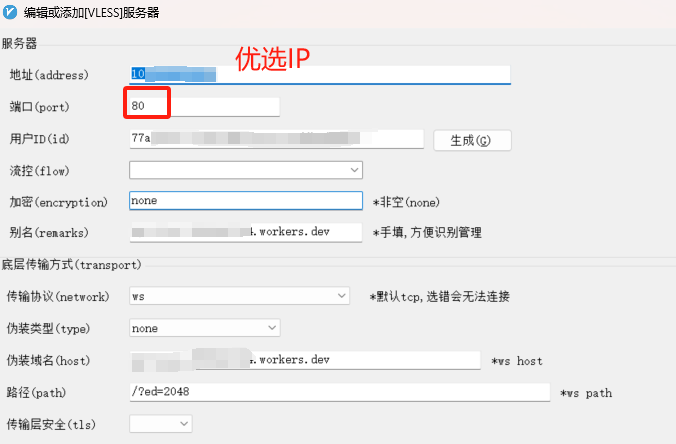 编辑或添加[VLESS]服务器
服务器
优选IP
地址(address) 10
端口(port) 80
用户ID(id) 77a 生成(G)
流控(flow)
加密(encryption) none *非空(none)
别名(remarks) .workers.dev *手填,方便识别管理
底层传输方式(transport)
传输协议(network) ws *默认tcp,选错会无法连接
伪装类型(type) none
伪装域名(host) .workers.dev *ws host
路径(path) /?ed=2048 *ws path
传输层安全(tls)